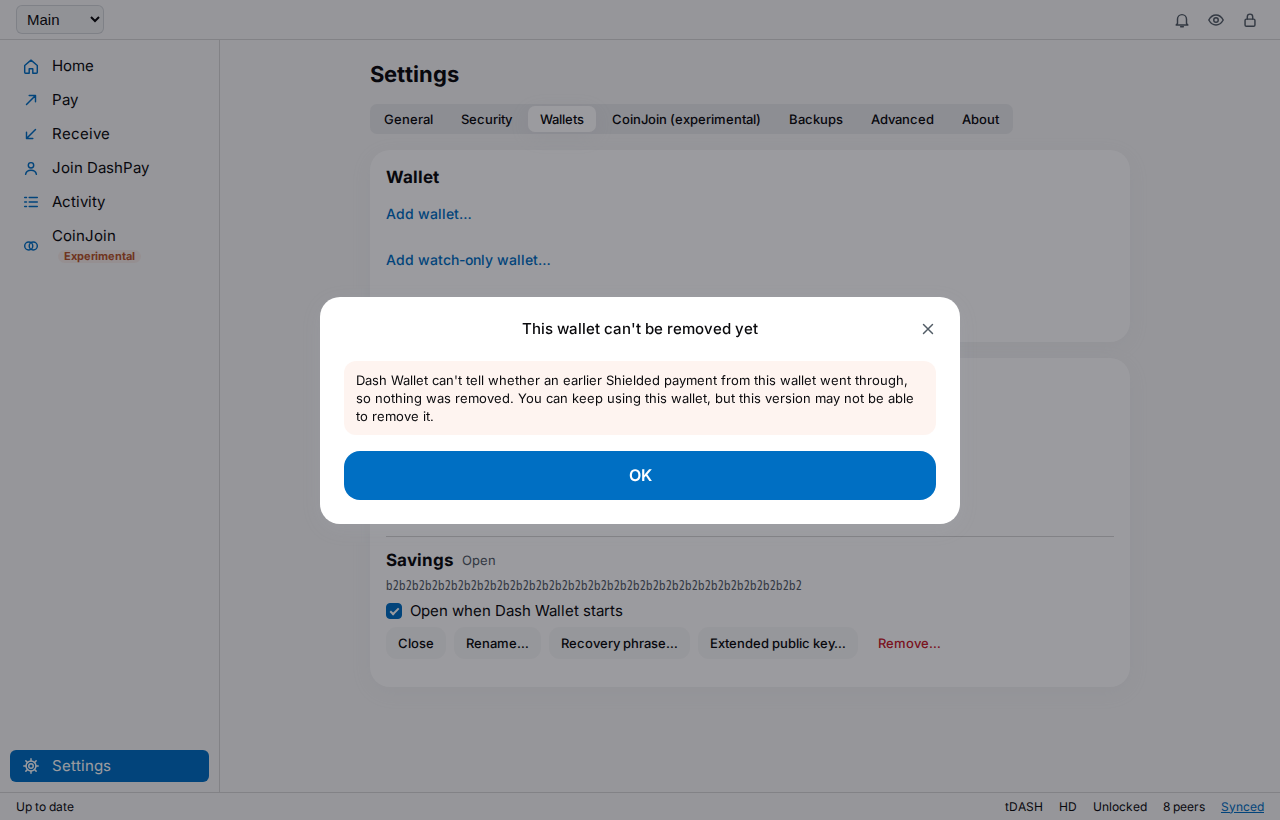 Main
Home
Pay
Receive
Join DashPay
Activity
CoinJoin
Experimental
Settings
Settings
General Security Wallets CoinJoin (experimental) Backups Advanced About
Wallet
Add wallet...
Add watch-only wallet...
This wallet can't be removed yet
Dash Wallet can't tell whether an earlier Shielded payment from this wallet went through,
so nothing was removed. You can keep using this wallet, but this version may not be able
to remove it.
OK
Savings Open
b2b2b2b2b2b2b2b2b2b2b2b2b2b2b2b2b2b2b2b2b2b2b2b2b2b2b2b2b2b2b2b2
Open when Dash Wallet starts
Close Rename... Recovery phrase... Extended public key... Remove...
Up to date tDASH HD Unlocked 8 peers Synced